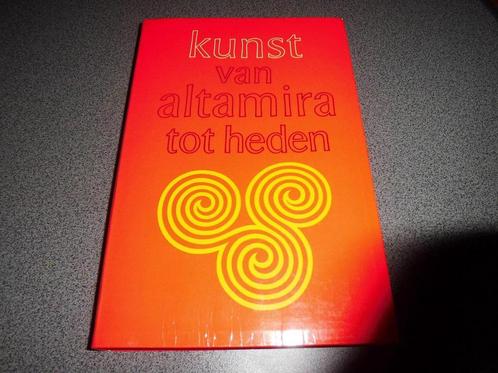 kunst
van
altamira
tot heden